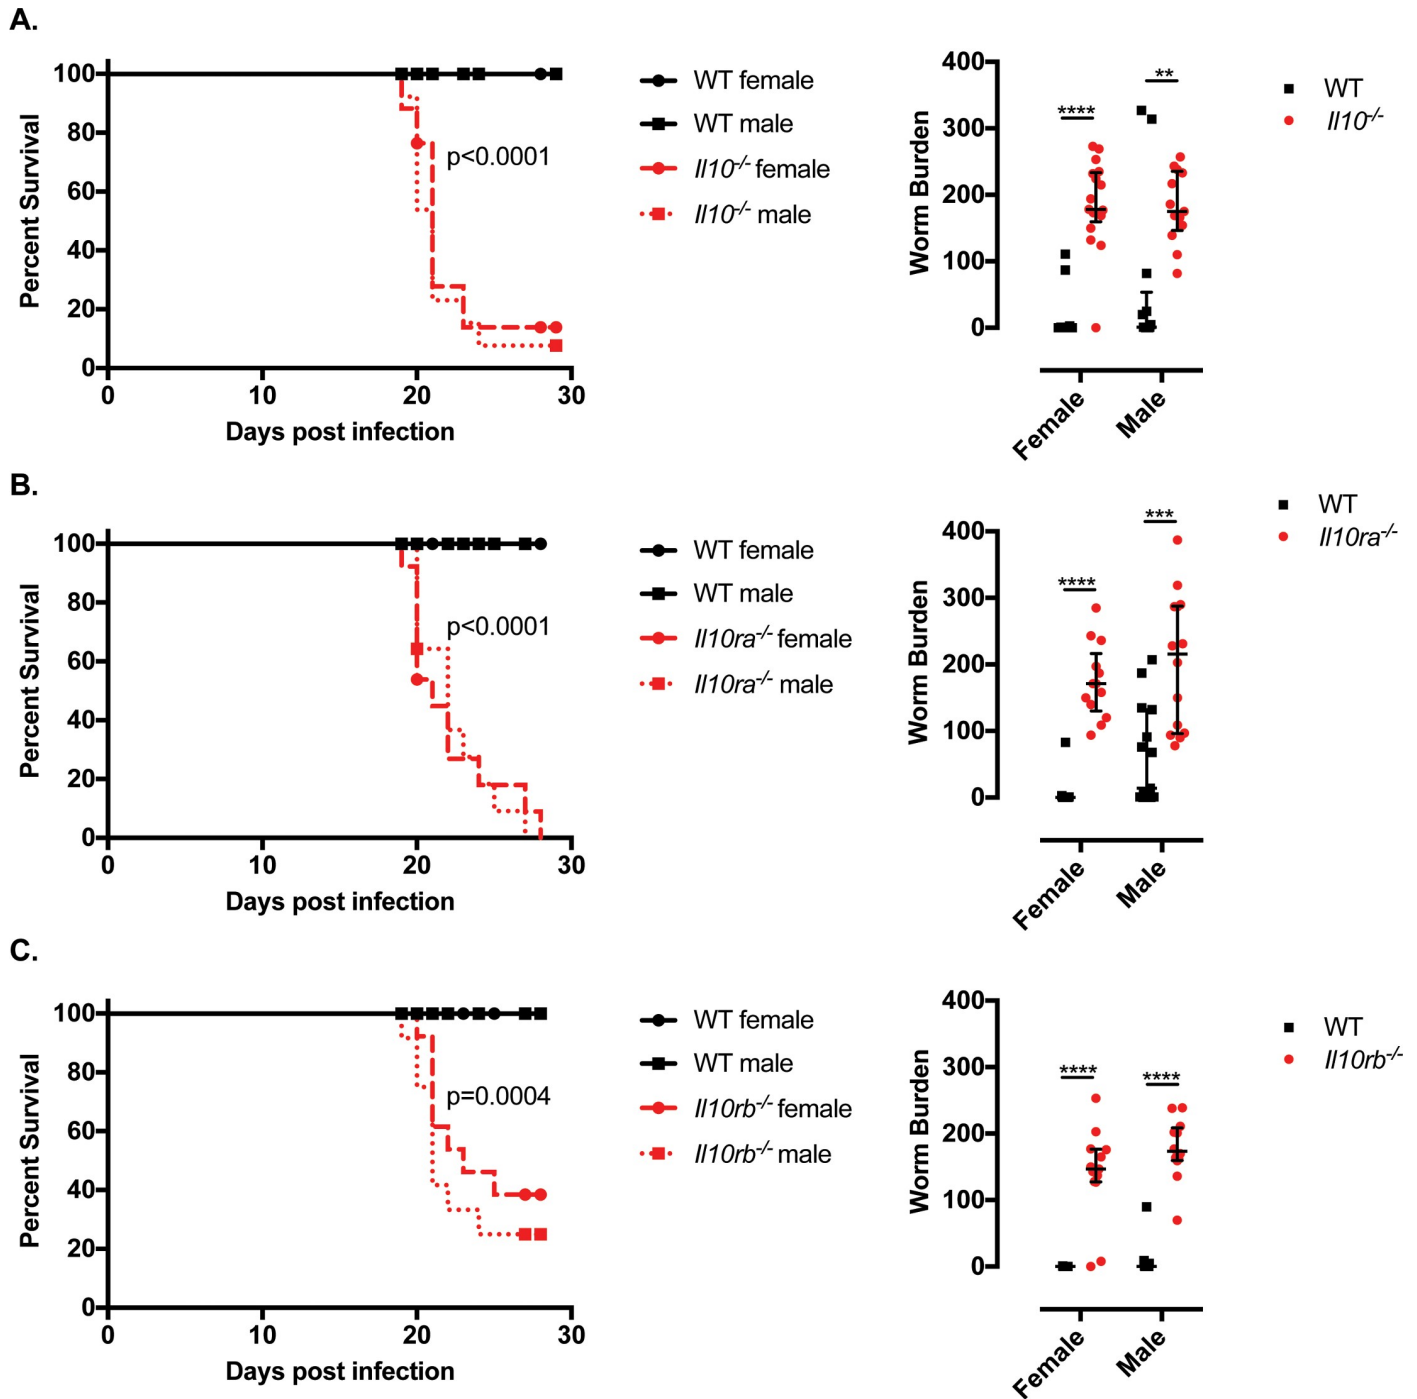 A.
100
80
60
40
20
0
Percent Survival
p<0.0001
0 10 20 30
Days post infection
WT female
WT male
Il10-/- female
Il10-/- male
400
300
200
100
0
Worm Burden
****
**
Female
Male
WT
Il10-/-
B.
100
80
60
40
20
0
Percent Survival
p<0.0001
0 10 20 30
Days post infection
WT female
WT male
Il10ra-/- female
Il10ra-/- male
400
300
200
100
0
Worm Burden
****
***
Female
Male
WT
Il10ra-/-
C.
100
80
60
40
20
0
Percent Survival
p=0.0004
0 10 20 30
Days post infection
WT female
WT male
Il10rb-/- female
Il10rb-/- male
400
300
200
100
0
Worm Burden
****
****
Female
Male
WT
Il10rb-/-